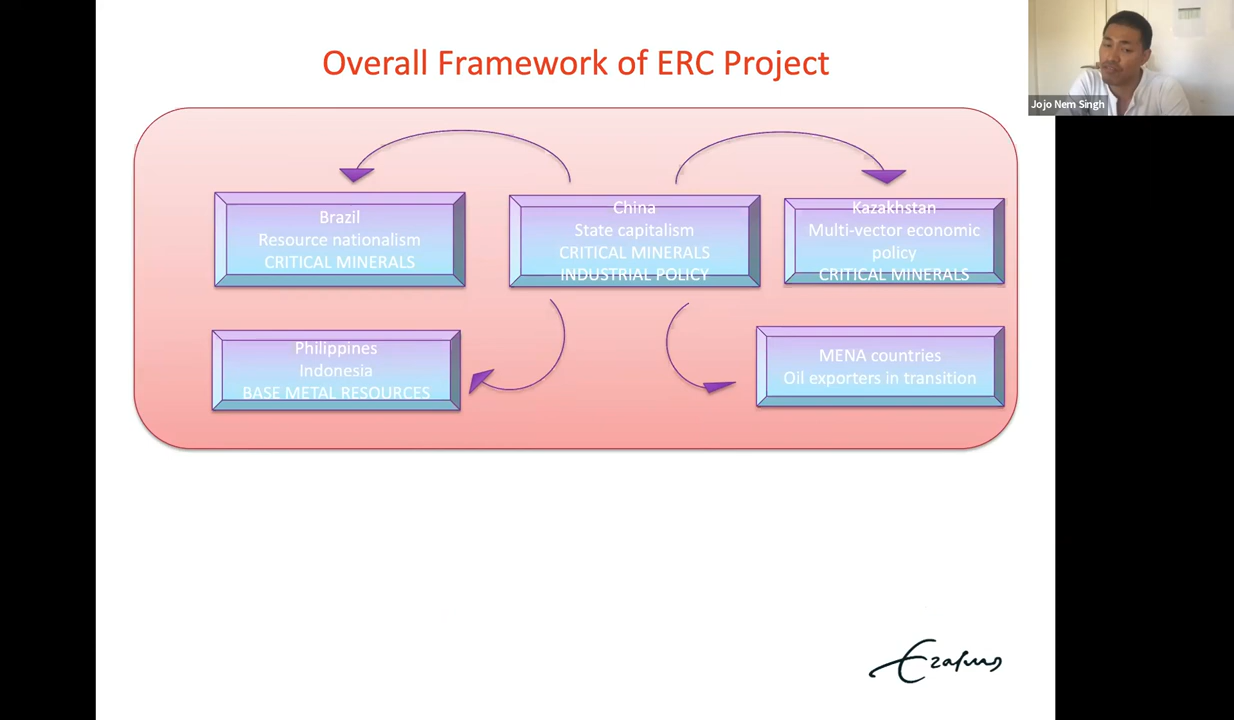 Overall Framework of ERC Project
Jojo Nem Singh
Brazil
Resource nationalism
CRITICAL MINERALS
China
State capitalism
CRITICAL MINERALS
INDUSTRIAL POLICY
Kazakhstan
Multi-vector economic
policy
CRITICAL MINERALS
Philippines
Indonesia
BASE METAL RESOURCES
MENA countries
Oil exporters in transition
Erasmus